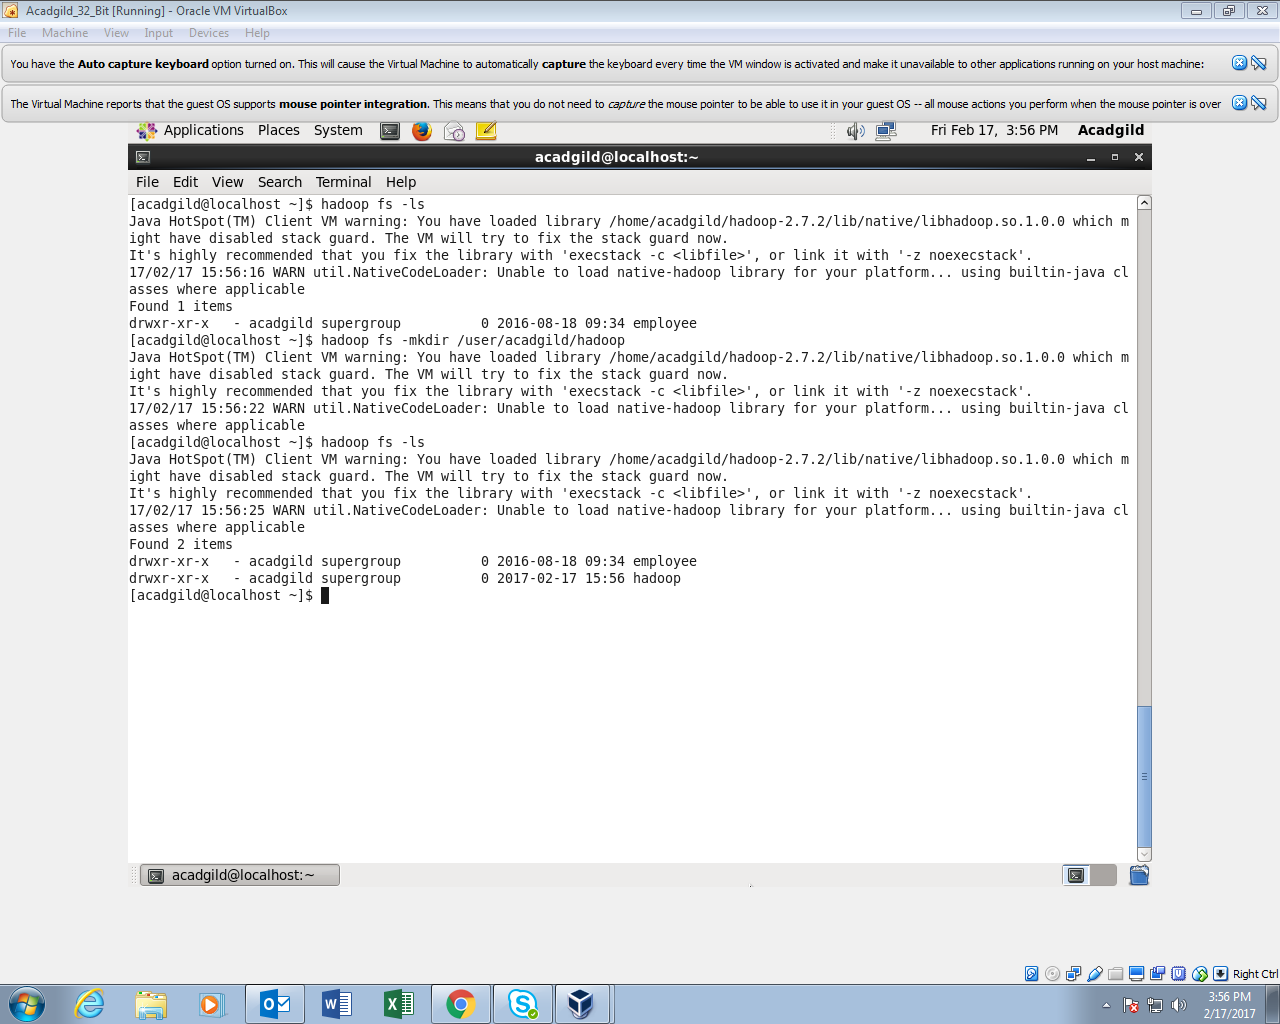 Acadgild_32_Bit [Running] - Oracle VM VirtualBox
File Machine View Input Devices Help
You have the Auto capture keyboard option turned on. This will cause the Virtual Machine to automatically capture the keyboard every time the VM window is activated and make it unavailable to other applications running on your host machine:
The Virtual Machine reports that the guest OS supports mouse pointer integration. This means that you do not need to capture the mouse pointer to be able to use it in your guest OS -- all mouse actions you perform when the mouse pointer is over
Applications Places System Fri Feb 17, 3:56 PM Acadgild
acadgild@localhost:~
File Edit View Search Terminal Help
[acadgild@localhost ~]$ hadoop fs -ls
Java HotSpot(TM) Client VM warning: You have loaded library /home/acadgild/hadoop-2.7.2/lib/native/libhadoop.so.1.0.0 which m
ight have disabled stack guard. The VM will try to fix the stack guard now.
It's highly recommended that you fix the library with 'execstack -c <libfile>', or link it with '-z noexecstack'.
17/02/17 15:56:16 WARN util.NativeCodeLoader: Unable to load native-hadoop library for your platform... using builtin-java cl
asses where applicable
Found 1 items
drwxr-xr-x   - acadgild supergroup          0 2016-08-18 09:34 employee
[acadgild@localhost ~]$ hadoop fs -mkdir /user/acadgild/hadoop
Java HotSpot(TM) Client VM warning: You have loaded library /home/acadgild/hadoop-2.7.2/lib/native/libhadoop.so.1.0.0 which m
ight have disabled stack guard. The VM will try to fix the stack guard now.
It's highly recommended that you fix the library with 'execstack -c <libfile>', or link it with '-z noexecstack'.
17/02/17 15:56:22 WARN util.NativeCodeLoader: Unable to load native-hadoop library for your platform... using builtin-java cl
asses where applicable
[acadgild@localhost ~]$ hadoop fs -ls
Java HotSpot(TM) Client VM warning: You have loaded library /home/acadgild/hadoop-2.7.2/lib/native/libhadoop.so.1.0.0 which m
ight have disabled stack guard. The VM will try to fix the stack guard now.
It's highly recommended that you fix the library with 'execstack -c <libfile>', or link it with '-z noexecstack'.
17/02/17 15:56:25 WARN util.NativeCodeLoader: Unable to load native-hadoop library for your platform... using builtin-java cl
asses where applicable
Found 2 items
drwxr-xr-x   - acadgild supergroup          0 2016-08-18 09:34 employee
drwxr-xr-x   - acadgild supergroup          0 2017-02-17 15:56 hadoop
[acadgild@localhost ~]$
acadgild@localhost:~
Right Ctrl
3:56 PM
2/17/2017